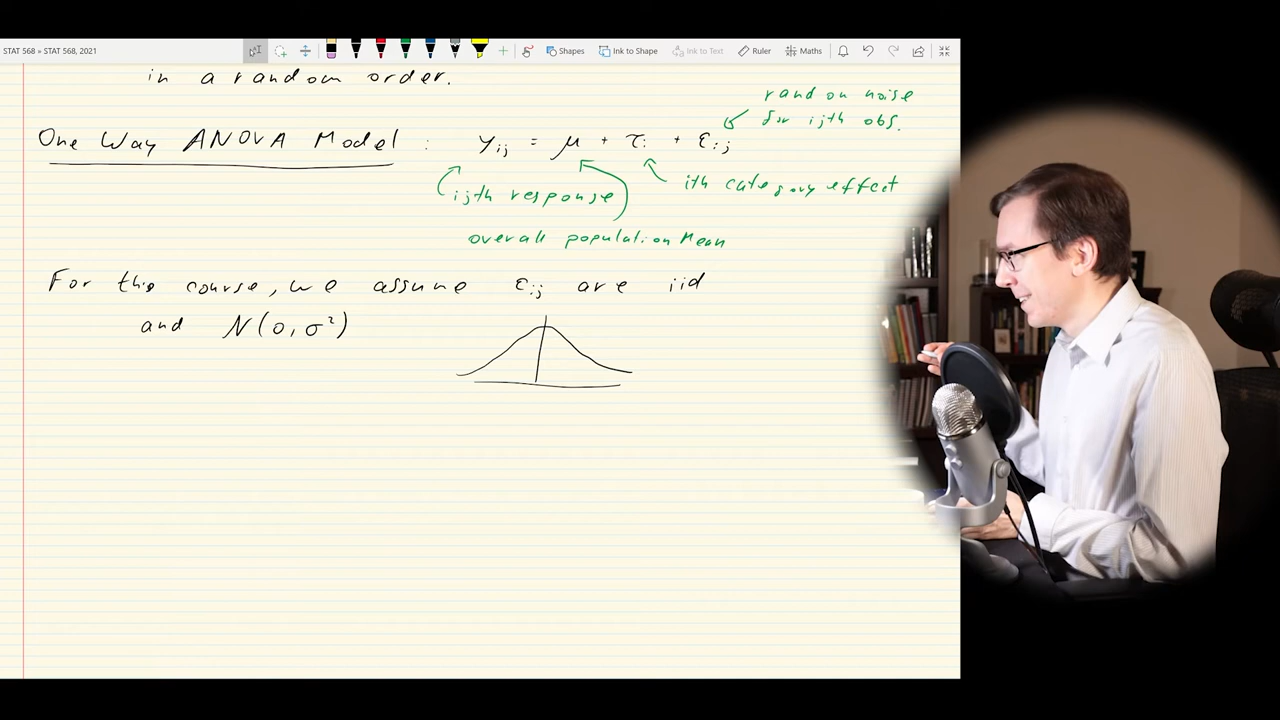 STAT 568 » STAT 568, 2021
Shapes Ink to Shape Ink to Text Ruler Maths
in a random order.
One Way ANOVA Model : yij = μ + τi + εij
random noise
for ijth obs.
ijth response
ith category effect
overall population Mean
For this course, we assume εij are iid
and N(0, σ²)